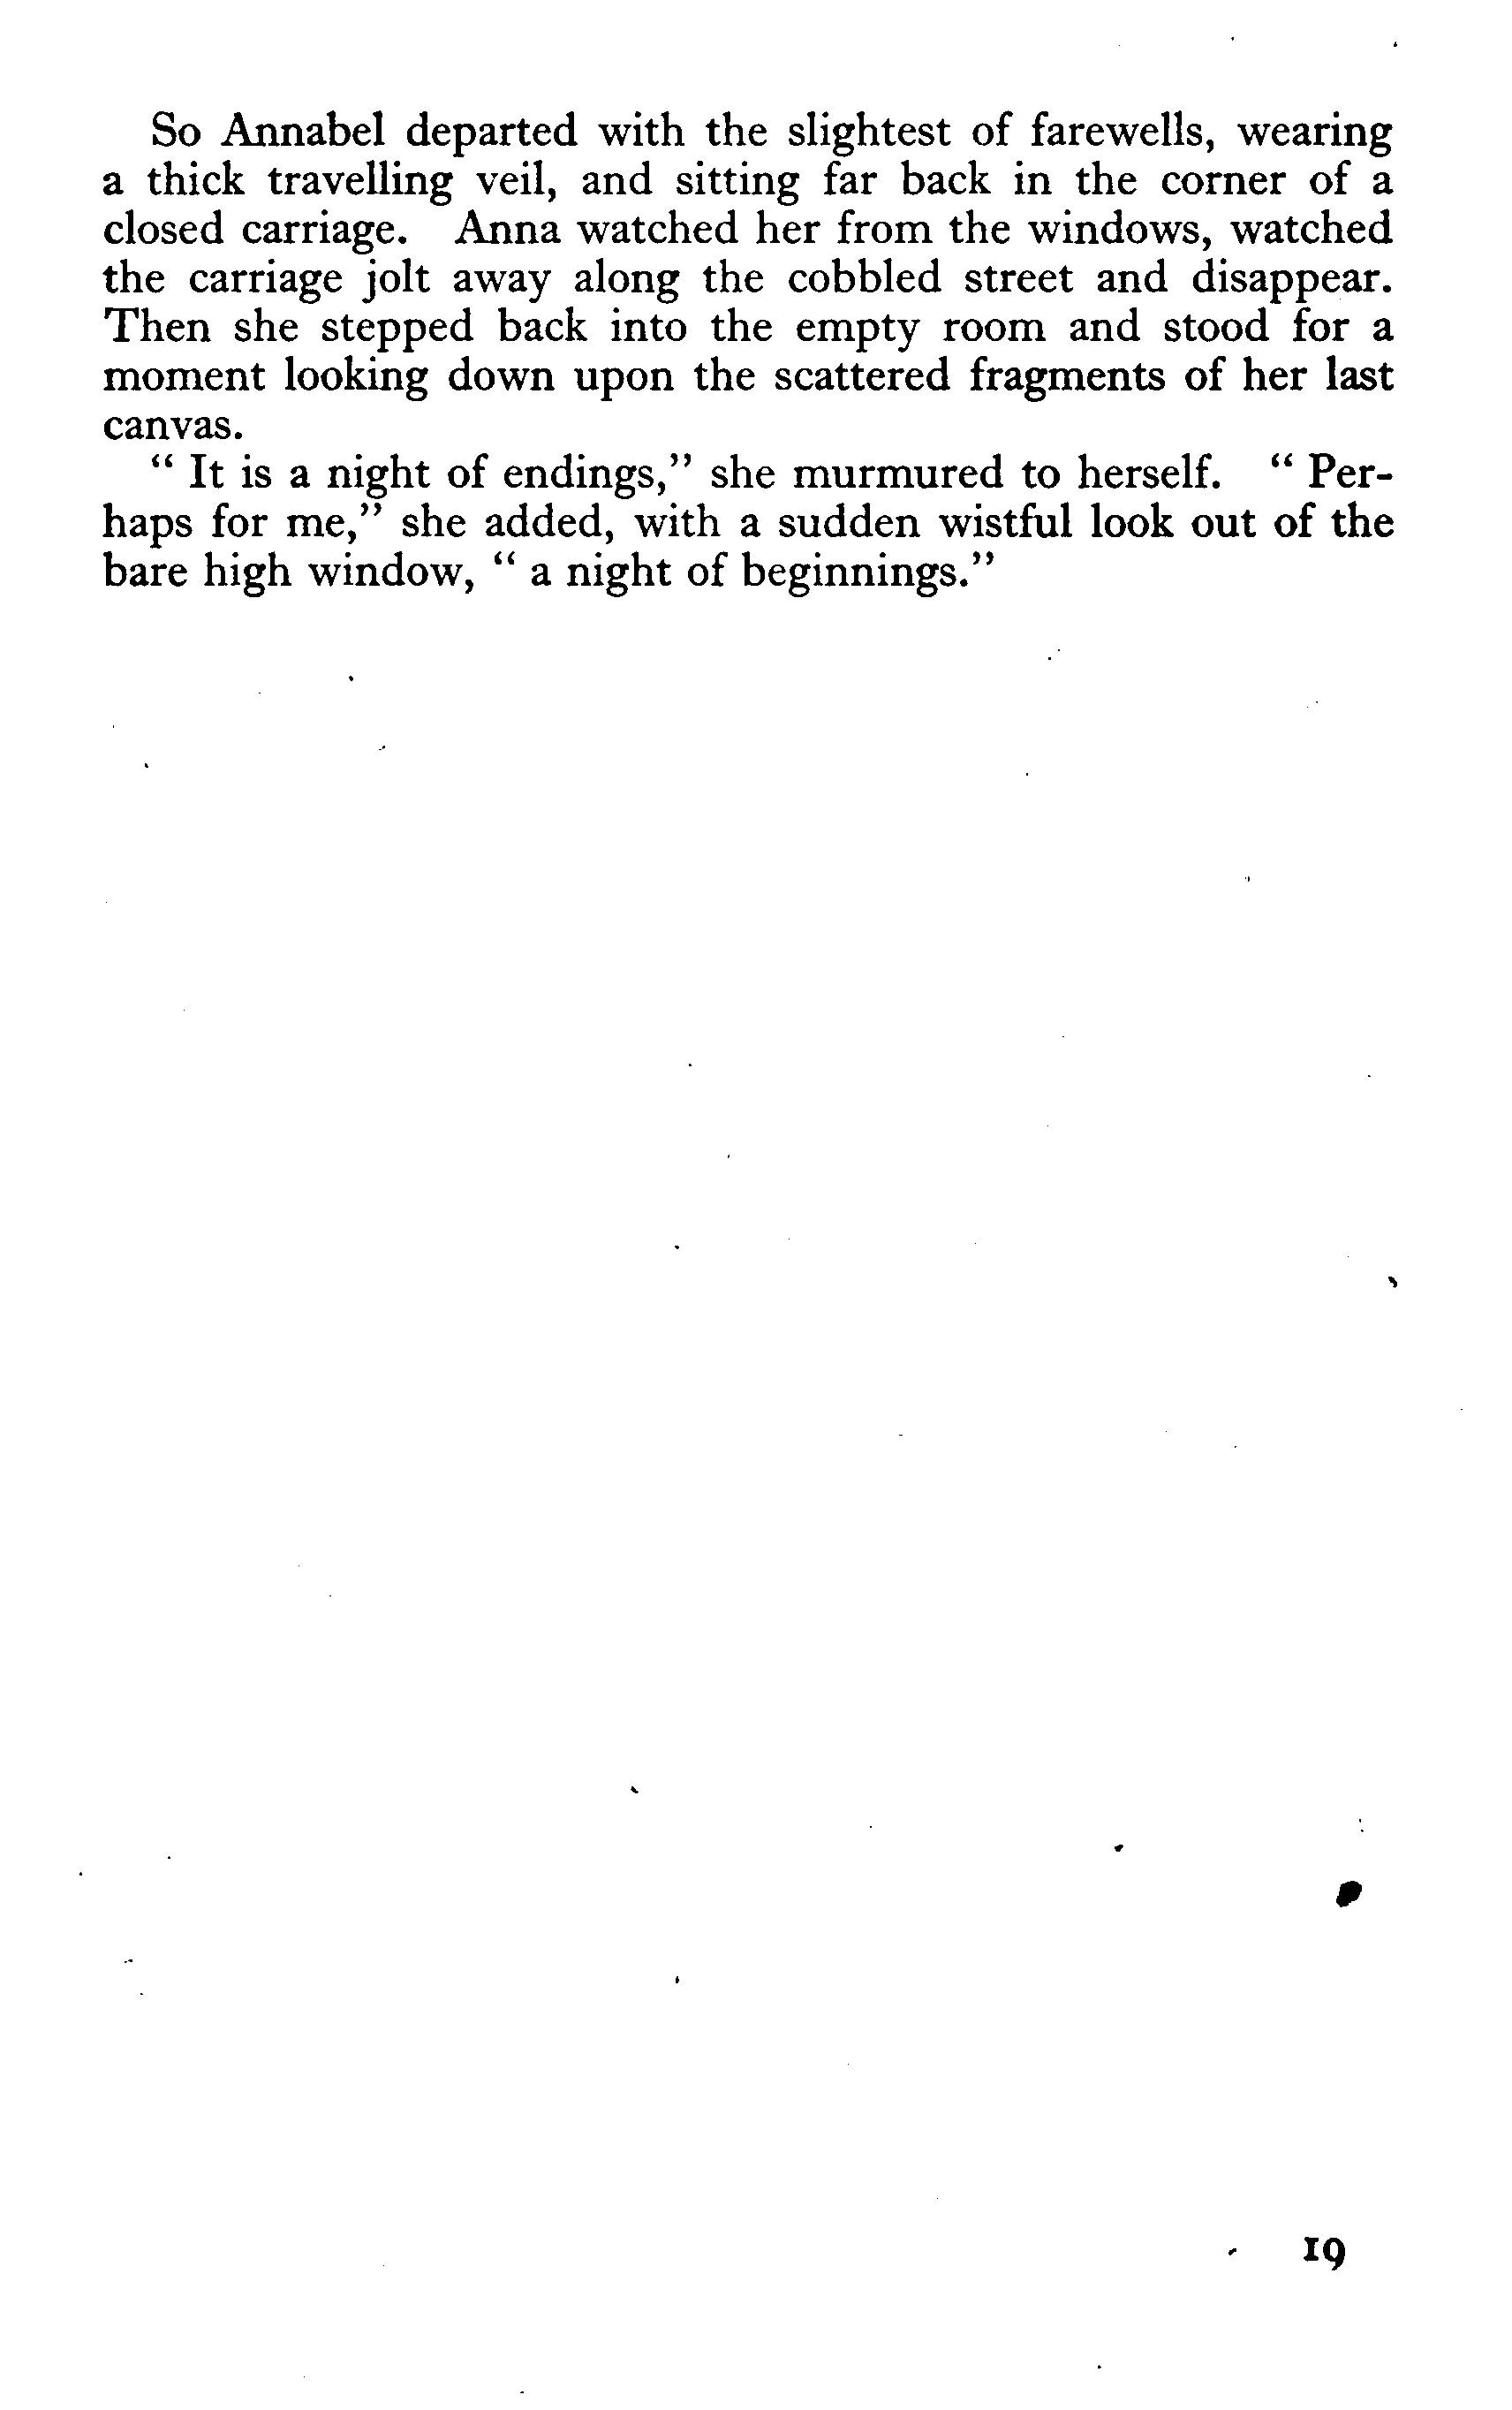 So Annabel departed with the slightest of farewells, wearing
a thick travelling veil, and sitting far back in the corner of a
closed carriage. Anna watched her from the windows, watched
the carriage jolt away along the cobbled street and disappear.
Then she stepped back into the empty room and stood for a
moment looking down upon the scattered fragments of her last
canvas.
“ It is a night of endings,” she murmured to herself. “ Per-
haps for me,” she added, with a sudden wistful look out of the
bare high window, “ a night of beginnings.”
19